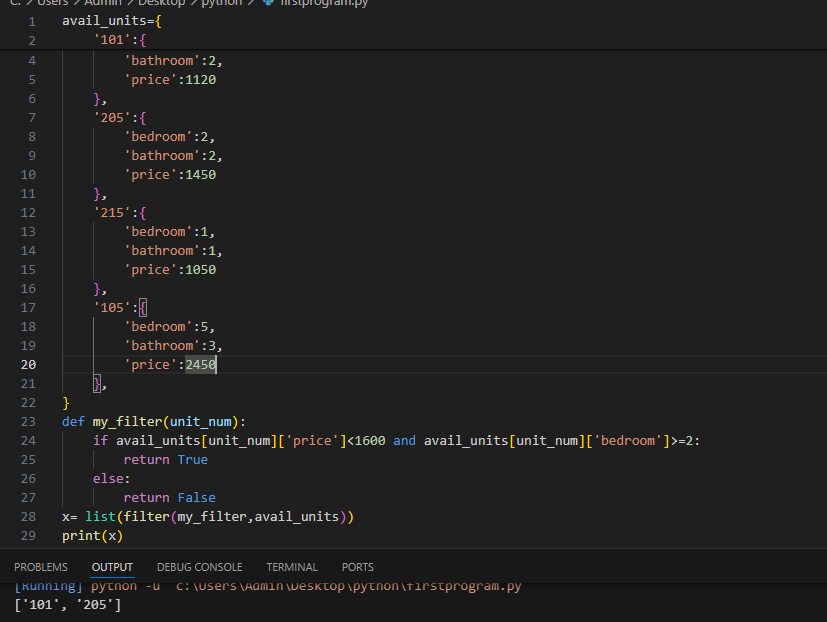 C: > Users > Admin > Desktop > python > firstprogram.py
1 avail_units={
2 '101':{
4 'bathroom':2,
5 'price':1120
6 },
7 '205':{
8 'bedroom':2,
9 'bathroom':2,
10 'price':1450
11 },
12 '215':{
13 'bedroom':1,
14 'bathroom':1,
15 'price':1050
16 },
17 '105':{
18 'bedroom':5,
19 'bathroom':3,
20 'price':2450
21 },
22 }
23 def my_filter(unit_num):
24 if avail_units[unit_num]['price']<1600 and avail_units[unit_num]['bedroom']>=2:
25 return True
26 else:
27 return False
28 x= list(filter(my_filter,avail_units))
29 print(x)
PROBLEMS OUTPUT DEBUG CONSOLE TERMINAL PORTS
[Running] python -u "c:\Users\Admin\Desktop\python\firstprogram.py
['101', '205']